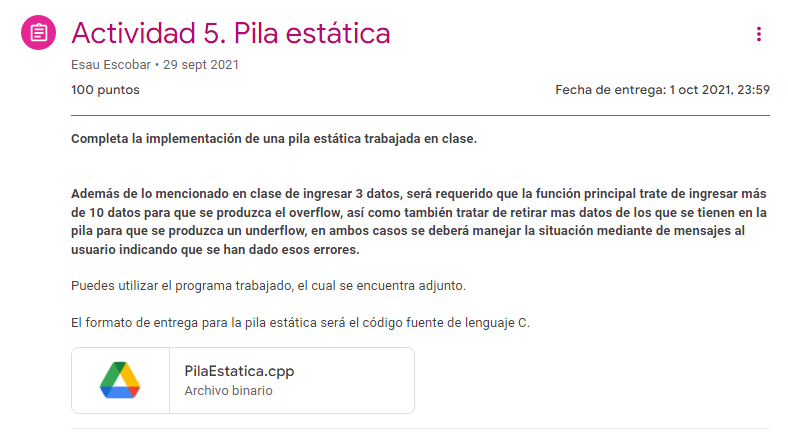 Actividad 5. Pila estática
Esau Escobar • 29 sept 2021
100 puntos
Fecha de entrega: 1 oct 2021, 23:59
Completa la implementación de una pila estática trabajada en clase.
Además de lo mencionado en clase de ingresar 3 datos, será requerido que la función principal trate de ingresar más
de 10 datos para que se produzca el overflow, así como también tratar de retirar mas datos de los que se tienen en la
pila para que se produzca un underflow, en ambos casos se deberá manejar la situación mediante de mensajes al
usuario indicando que se han dado esos errores.
Puedes utilizar el programa trabajado, el cual se encuentra adjunto.
El formato de entrega para la pila estática será el código fuente de lenguaje C.
PilaEstatica.cpp
Archivo binario